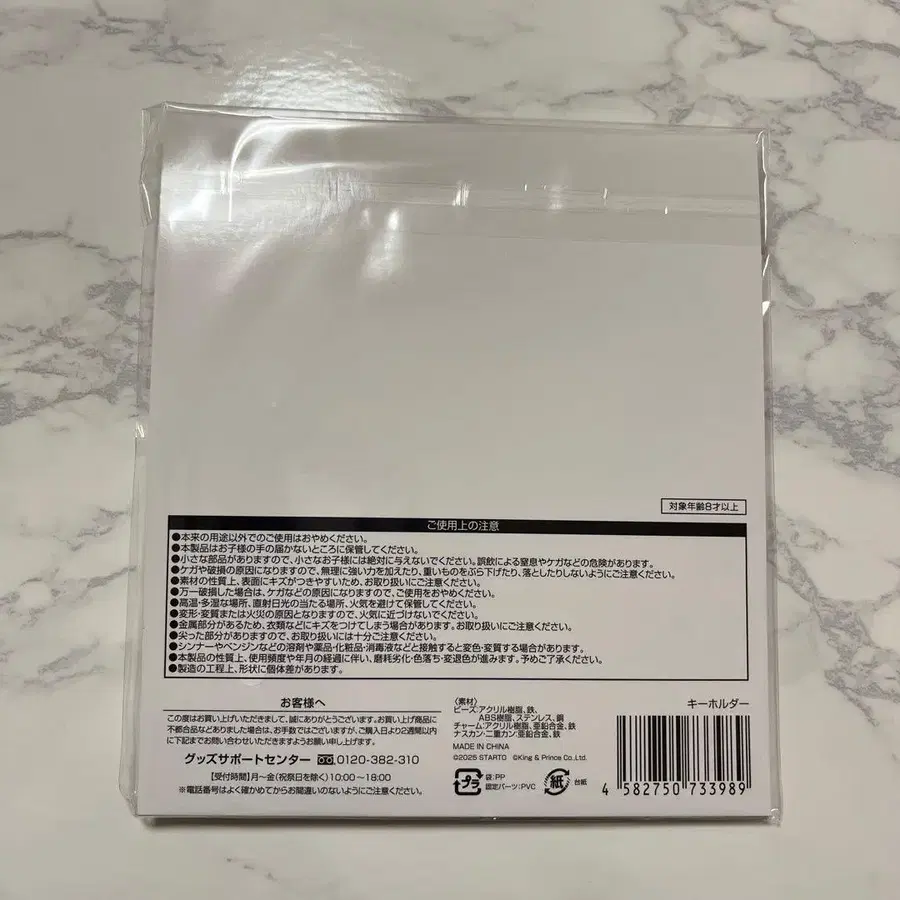 対象年齢8才以上
ご使用上の注意
●本来の用途以外でのご使用はおやめください。
●本製品はお子様の手の届かないところに保管してください。
●小さな部品がありますので、小さなお子様には絶対に与えないでください。誤飲による窒息やケガなどの危険があります。
●ケガや破損の原因になりますので、無理に強い力を加えたり、重いものをぶら下げたり、落としたりしないようにご注意ください。
●素材の性質上、表面にキズがつきやすいため、お取り扱いにご注意ください。
●万一破損した場合は、ケガなどの原因になりますので、ご使用をおやめください。
●高温・多湿な場所、直射日光の当たる場所、火気を避けて保管してください。
●変形・変質または火災の原因となりますので、火気に近づけないでください。
●金属部分があるため、衣類などにキズをつけてしまう場合があります。お取り扱いにご注意ください。
●尖った部分がありますので、お取り扱いには十分ご注意ください。
●シンナーやベンジンなどの溶剤や薬品・化粧品・消毒液などと接触すると変色・変質する場合があります。
●本製品の性質上、使用頻度や年月の経過に伴い、磨耗劣化・色落ち・変退色が進みます。予めご了承ください。
●製造の工程上、形状に個体差があります。
お客様へ
この度はお買い上げいただきまして、誠にありがとうございます。お買い上げ商品に
不都合品などありました場合は、お手数ではございますが、ご購入日より2週間以内
に下記までお問い合わせいただきますようお願い申し上げます。
グッズサポートセンター 0120-382-310
【受付時間】月～金(祝祭日を除く)10:00～18:00
※電話番号はよく確かめてからお間違いのないようにご注意ください。
〈素材〉
ビーズ:アクリル樹脂、鉄、
ABS樹脂、ステンレス、銅
チャーム:アクリル樹脂、亜鉛合金、鉄
ナスカン・二重カン:亜鉛合金、鉄
MADE IN CHINA
©2025 STARTO ©King & Prince Co.,Ltd.
プラ
袋:PP
認定パーツ:PVC
紙
台紙
キーホルダー
4 582750 733989